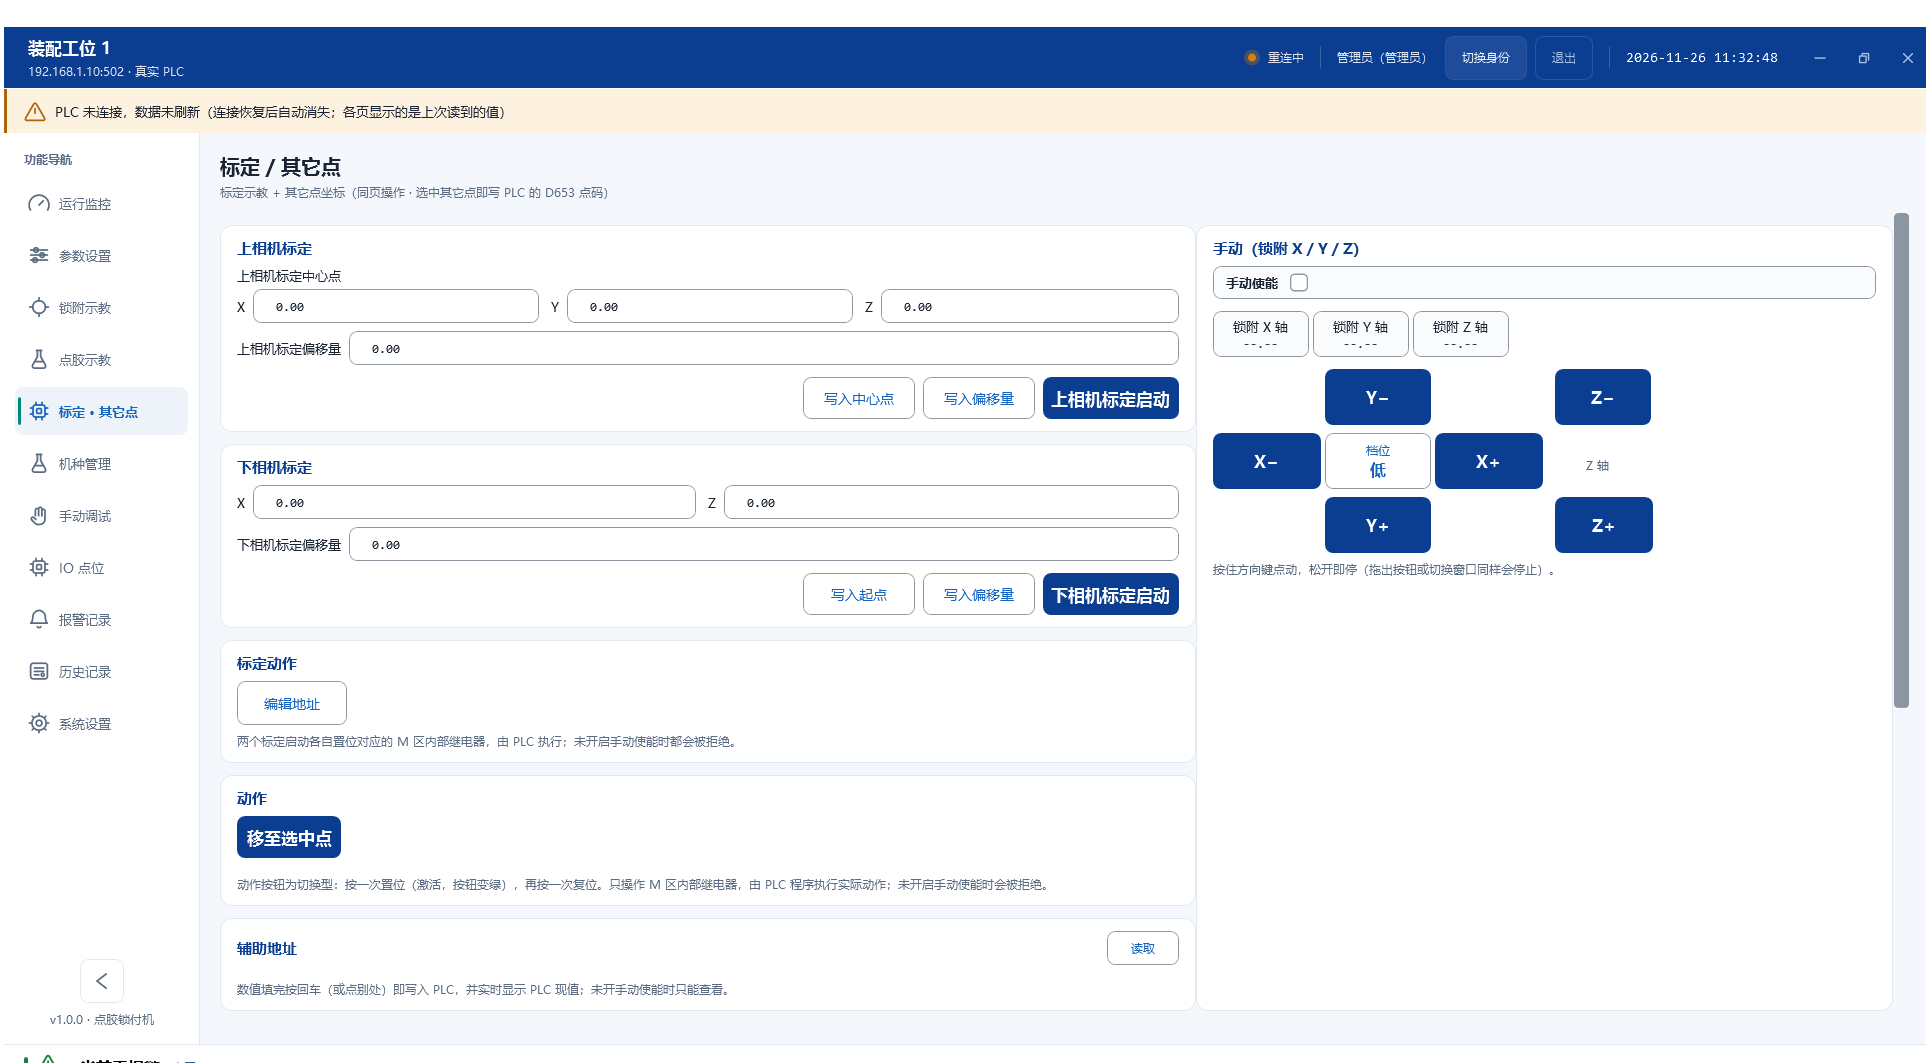 装配工位 1
192.168.1.10:502 · 真实 PLC
重连中
管理员（管理员）
切换身份
退出
2026-11-26 11:32:48
PLC 未连接，数据未刷新（连接恢复后自动消失；各页显示的是上次读到的值）
功能导航
运行监控
参数设置
锁附示教
点胶示教
标定 • 其它点
机种管理
手动调试
IO 点位
报警记录
历史记录
系统设置
v1.0.0 · 点胶锁付机
标定 / 其它点
标定示教 + 其它点坐标（同页操作 · 选中其它点即写 PLC 的 D653 点码）
上相机标定
上相机标定中心点
X 0.00 Y 0.00 Z 0.00
上相机标定偏移量 0.00
写入中心点 写入偏移量 上相机标定启动
下相机标定
X 0.00 Z 0.00
下相机标定偏移量 0.00
写入起点 写入偏移量 下相机标定启动
标定动作
编辑地址
两个标定启动各自置位对应的 M 区内部继电器，由 PLC 执行；未开启手动使能时都会被拒绝。
动作
移至选中点
动作按钮为切换型：按一次置位（激活，按钮变绿），再按一次复位。只操作 M 区内部继电器，由 PLC 程序执行实际动作；未开启手动使能时会被拒绝。
辅助地址
读取
数值填完按回车（或点别处）即写入 PLC，并实时显示 PLC 现值；未开手动使能时只能查看。
手动（锁附 X / Y / Z）
手动使能
锁附 X 轴 锁附 Y 轴 锁附 Z 轴
--.-- --.-- --.--
Y− Z−
X− 档位 低 X+ Z 轴
Y+ Z+
按住方向键点动，松开即停（拖出按钮或切换窗口同样会停止）。